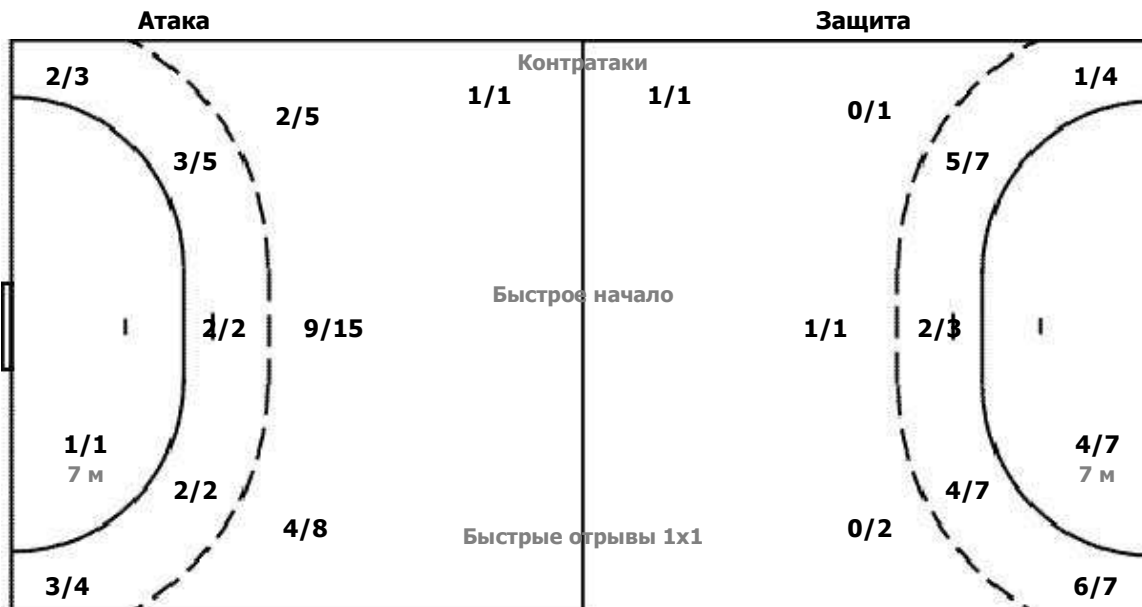 Атака Защита
Контратаки
2/3 1/4
1/1 1/1
2/5 0/1
3/5 5/7
Быстрое начало
2/2 9/15 1/1 2/3
1/1 4/7
7 м 7 м
2/2 4/7
4/8 0/2
Быстрые отрывы 1x1
3/4 6/7